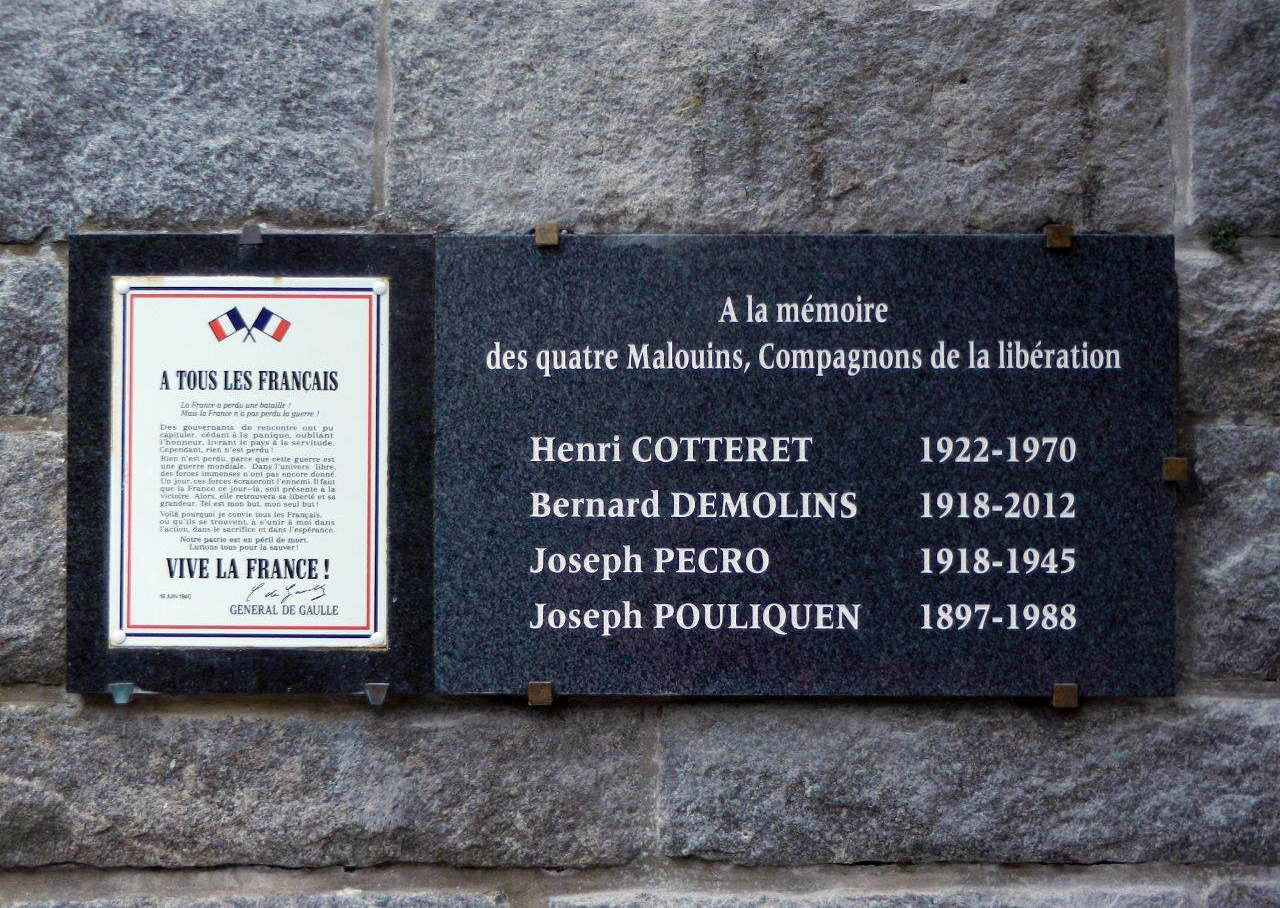 A TOUS LES FRANÇAIS
La France a perdu une bataille !
Mais la France n'a pas perdu la guerre !
Des gouvernants de rencontre ont pu
capituler, cédant à la panique, oubliant
l'honneur, livrant le pays à la servitude.
Cependant, rien n'est perdu !
Rien n'est perdu, parce que cette guerre est
une guerre mondiale. Dans l'univers libre,
des forces immenses n'ont pas encore donné.
Un jour, ces forces écraseront l'ennemi. Il faut
que la France ce jour-là, soit présente à la
victoire. Alors, elle retrouvera sa liberté et sa
grandeur. Tel est mon but, mon seul but !
Voilà pourquoi je convie tous les Français,
où qu'ils se trouvent, à s'unir à moi dans
l'action, dans le sacrifice et dans l'espérance.
Notre patrie est en péril de mort.
Luttons tous pour la sauver !
VIVE LA FRANCE !
18 JUIN 1940
GENERAL DE GAULLE
A la mémoire
des quatre Malouins, Compagnons de la libération
Henri COTTERET 1922-1970
Bernard DEMOLINS 1918-2012
Joseph PECRO 1918-1945
Joseph POULIQUEN 1897-1988